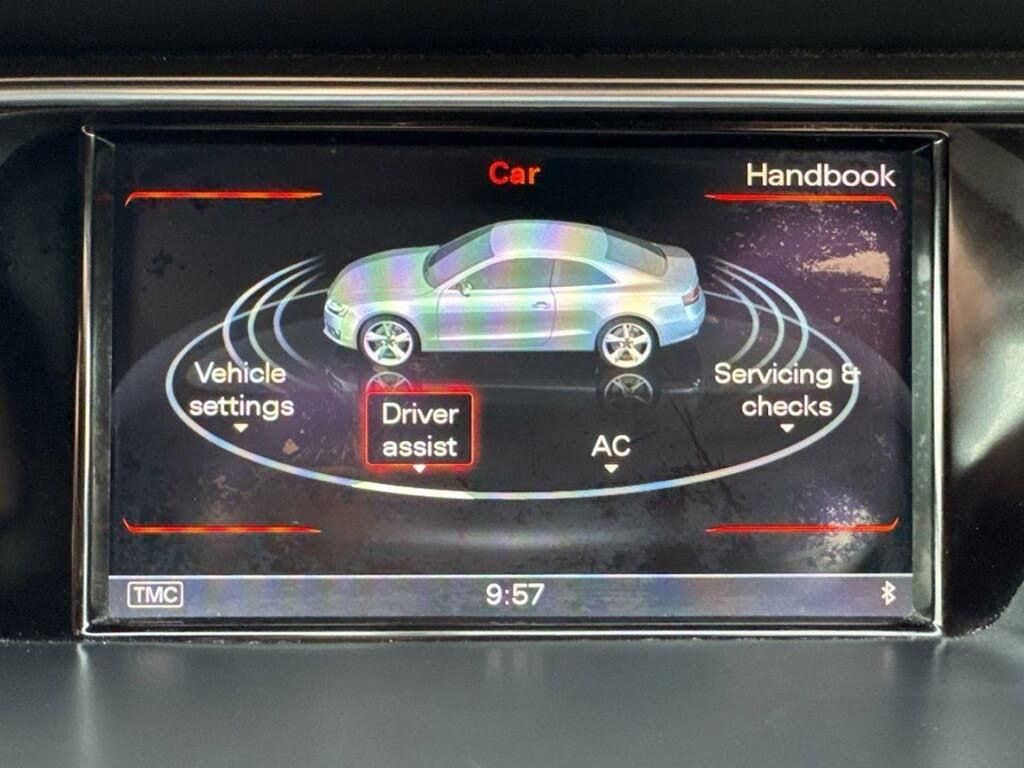 Car
Handbook
Vehicle
settings
Driver
assist
AC
Servicing &
checks
TMC
9:57